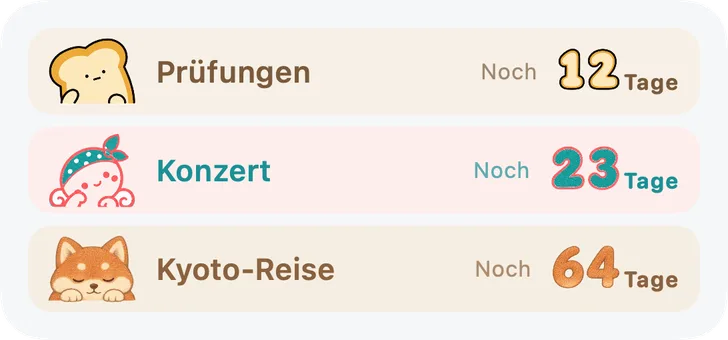 Prüfungen Noch 12 Tage
Konzert Noch 23 Tage
Kyoto-Reise Noch 64 Tage